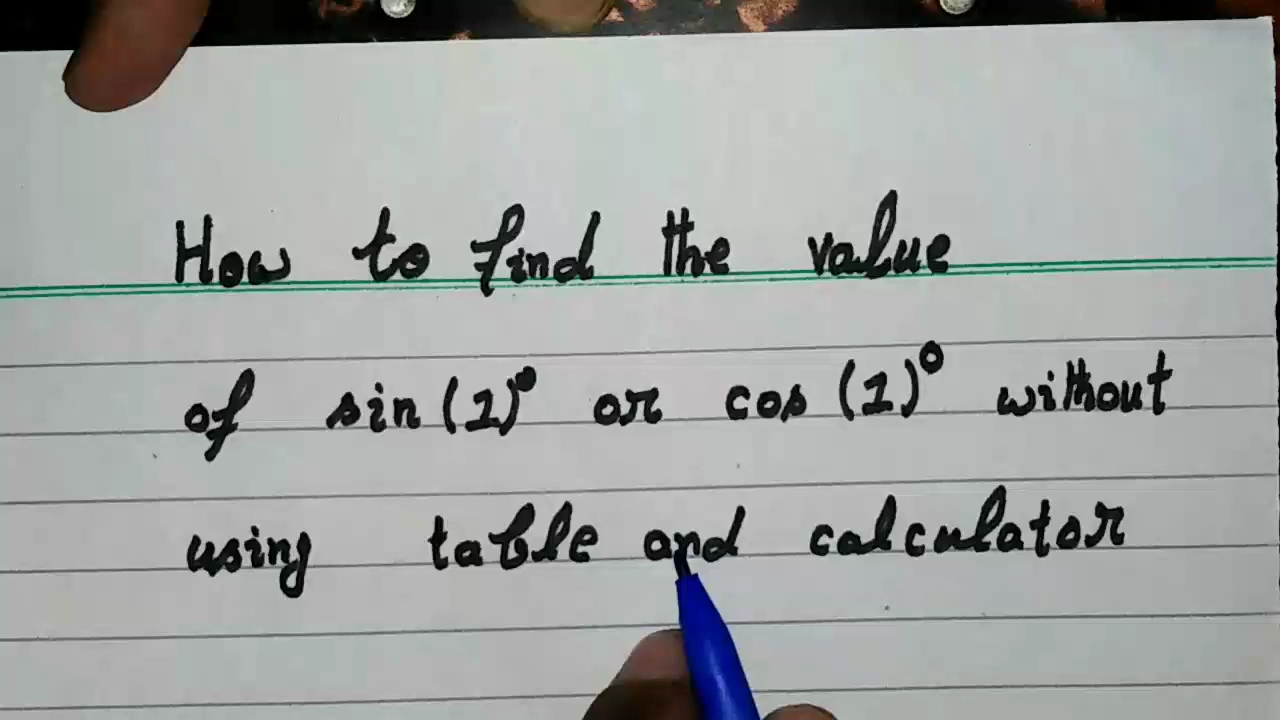 How to find the value
of sin (1)° or cos (1)° without
using table and calculator